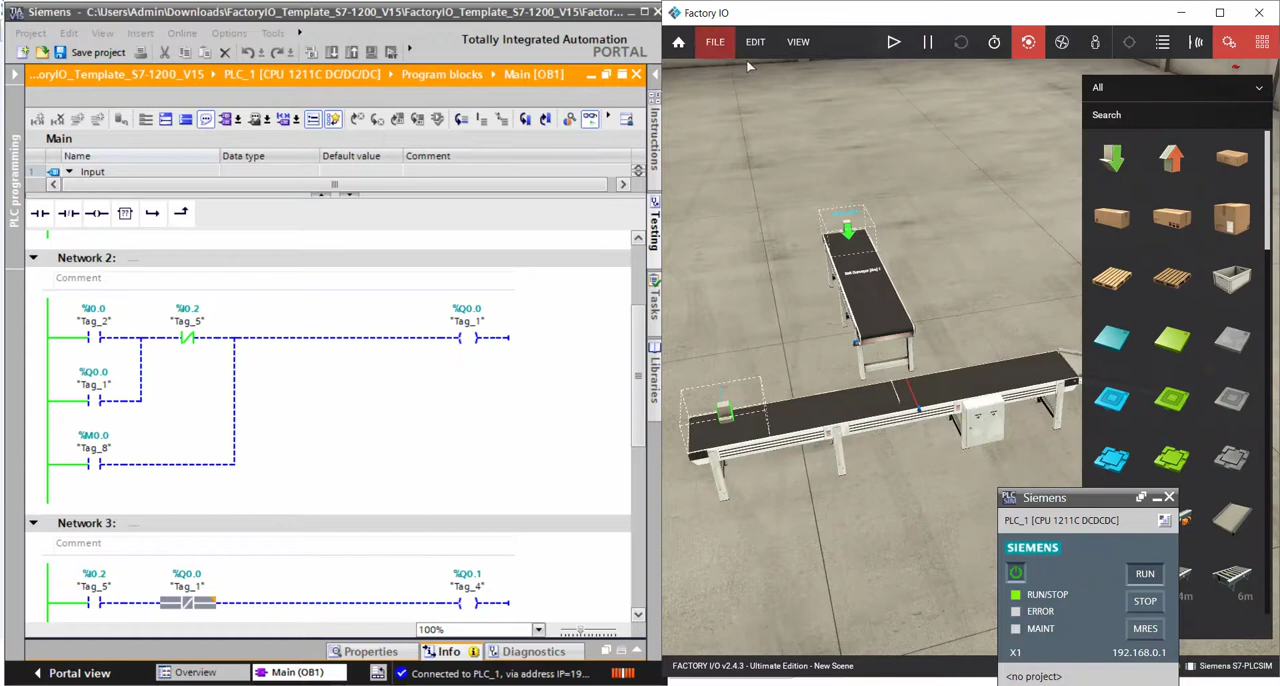 Siemens - C:\Users\Admin\Downloads\FactoryIO_Template_S7-1200_V15\FactoryIO_Template_S7-1200_V15\Factor...
Project Edit View Insert Online Options Tools
Totally Integrated Automation
PORTAL
Save project
...oryIO_Template_S7-1200_V15 PLC_1 [CPU 1211C DC/DC/DC] Program blocks Main [OB1]
Main
Name Data type Default value Comment
1 Input
PLC programming
Instructions
Testing
Tasks
Libraries
??
Network 2:
Comment
%I0.0
"Tag_2"
%I0.2
"Tag_5"
%Q0.0
"Tag_1"
%Q0.0
"Tag_1"
%M0.0
"Tag_8"
Network 3:
Comment
%I0.2
"Tag_5"
%Q0.0
"Tag_1"
%Q0.1
"Tag_4"
100%
Properties Info Diagnostics
Portal view Overview Main (OB1) Connected to PLC_1, via address IP=19...
Factory IO
FILE EDIT VIEW
All
Search
4m 6m
Siemens
PLC SIM
PLC_1 [CPU 1211C DCDCDC]
SIEMENS
RUN
RUN/STOP
STOP
ERROR
MAINT
MRES
X1 192.168.0.1
<no project>
FACTORY I/O v2.4.3 - Ultimate Edition - New Scene
Siemens S7-PLCSIM